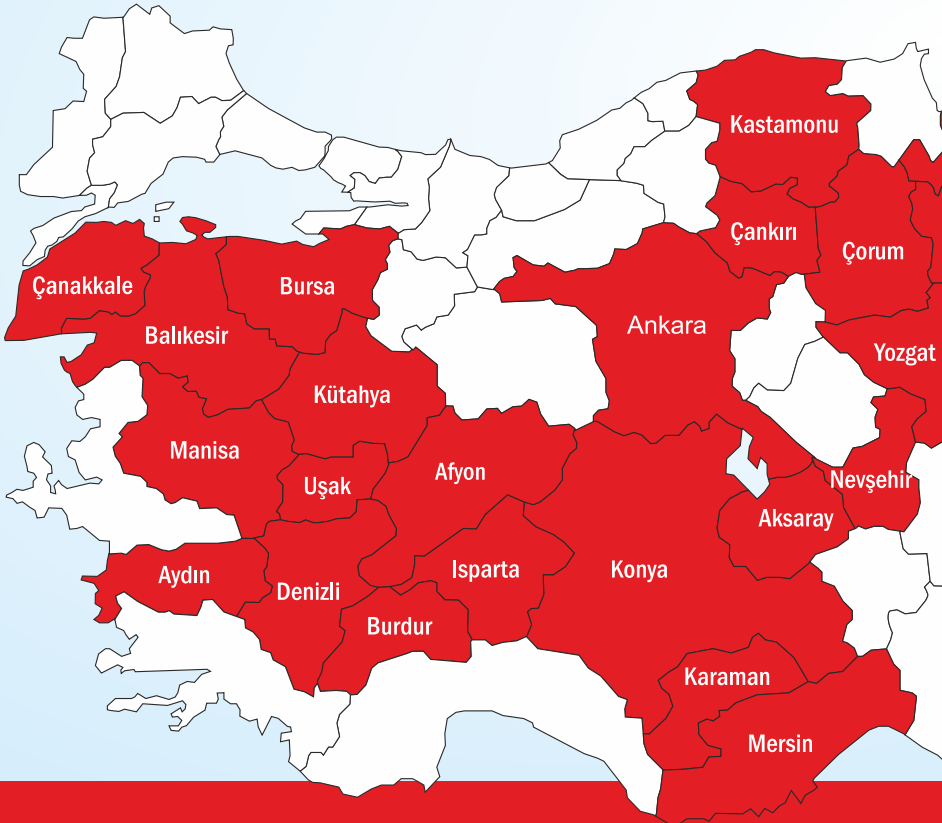 Kastamonu
Çankırı
Çorum
Çanakkale
Bursa
Balıkesir
Ankara
Yozgat
Kütahya
Manisa
Uşak
Afyon
Nevşehir
Aksaray
Aydın
Denizli
Isparta
Konya
Burdur
Karaman
Mersin